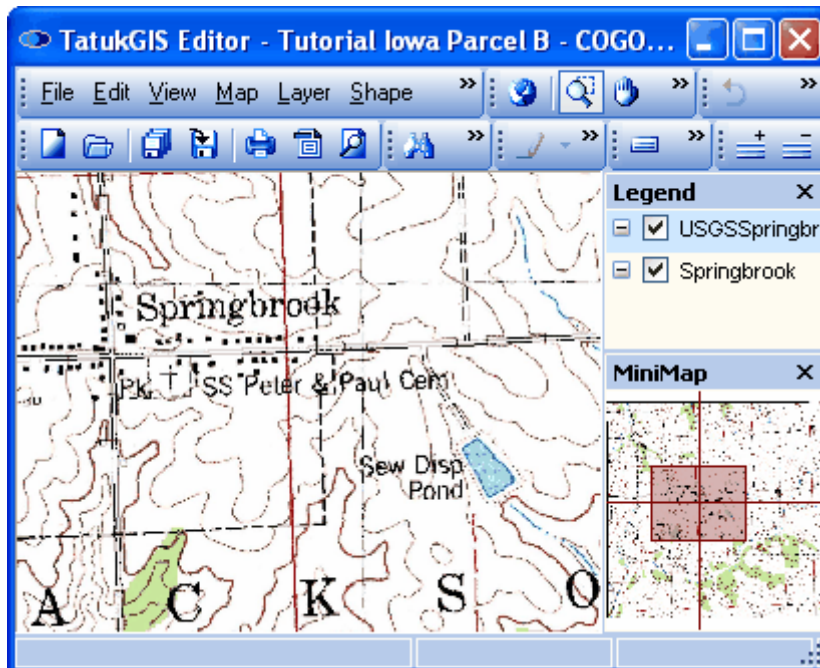 TatukGIS Editor - Tutorial Iowa Parcel B - COGO...
File Edit View Map Layer Shape
Legend
USGSSpringbr
Springbrook
MiniMap
Springbrook
PK
SS Peter & Paul Cem
Sew Disp
Pond
A C K S O